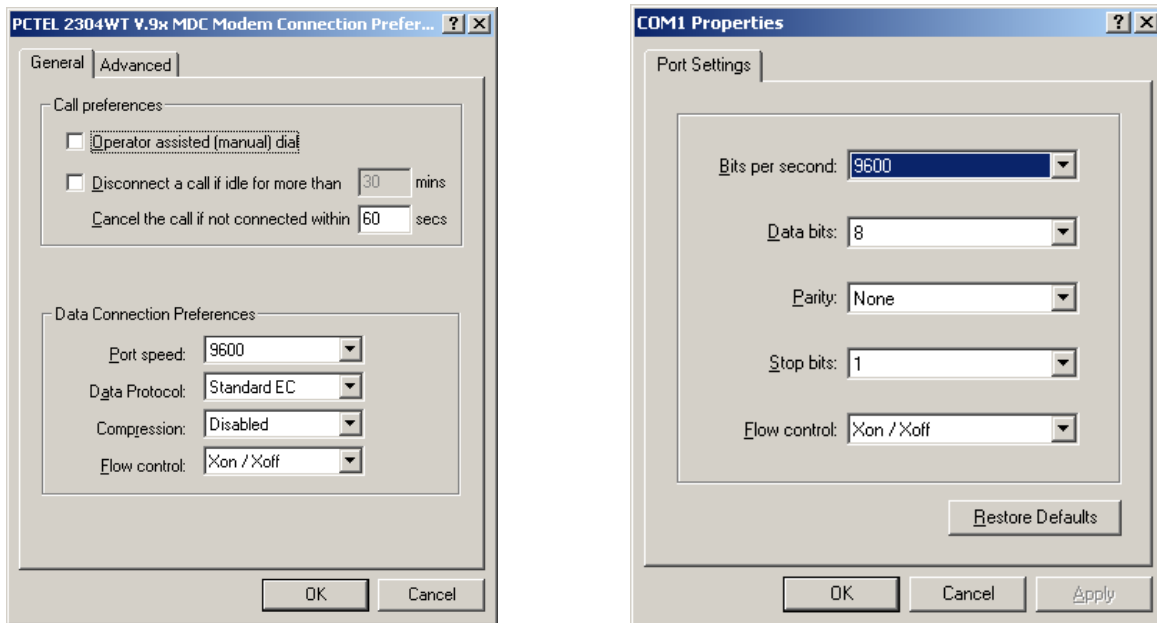 PCTEL 2304WT V.9x MDC Modem Connection Prefer...
General
Advanced
Call preferences
Operator assisted (manual) dial
Disconnect a call if idle for more than 30 mins
Cancel the call if not connected within 60 secs
Data Connection Preferences
Port speed: 9600
Data Protocol: Standard EC
Compression: Disabled
Flow control: Xon / Xoff
OK
Cancel
COM1 Properties
Port Settings
Bits per second: 9600
Data bits: 8
Parity: None
Stop bits: 1
Flow control: Xon / Xoff
Restore Defaults
OK
Cancel
Apply